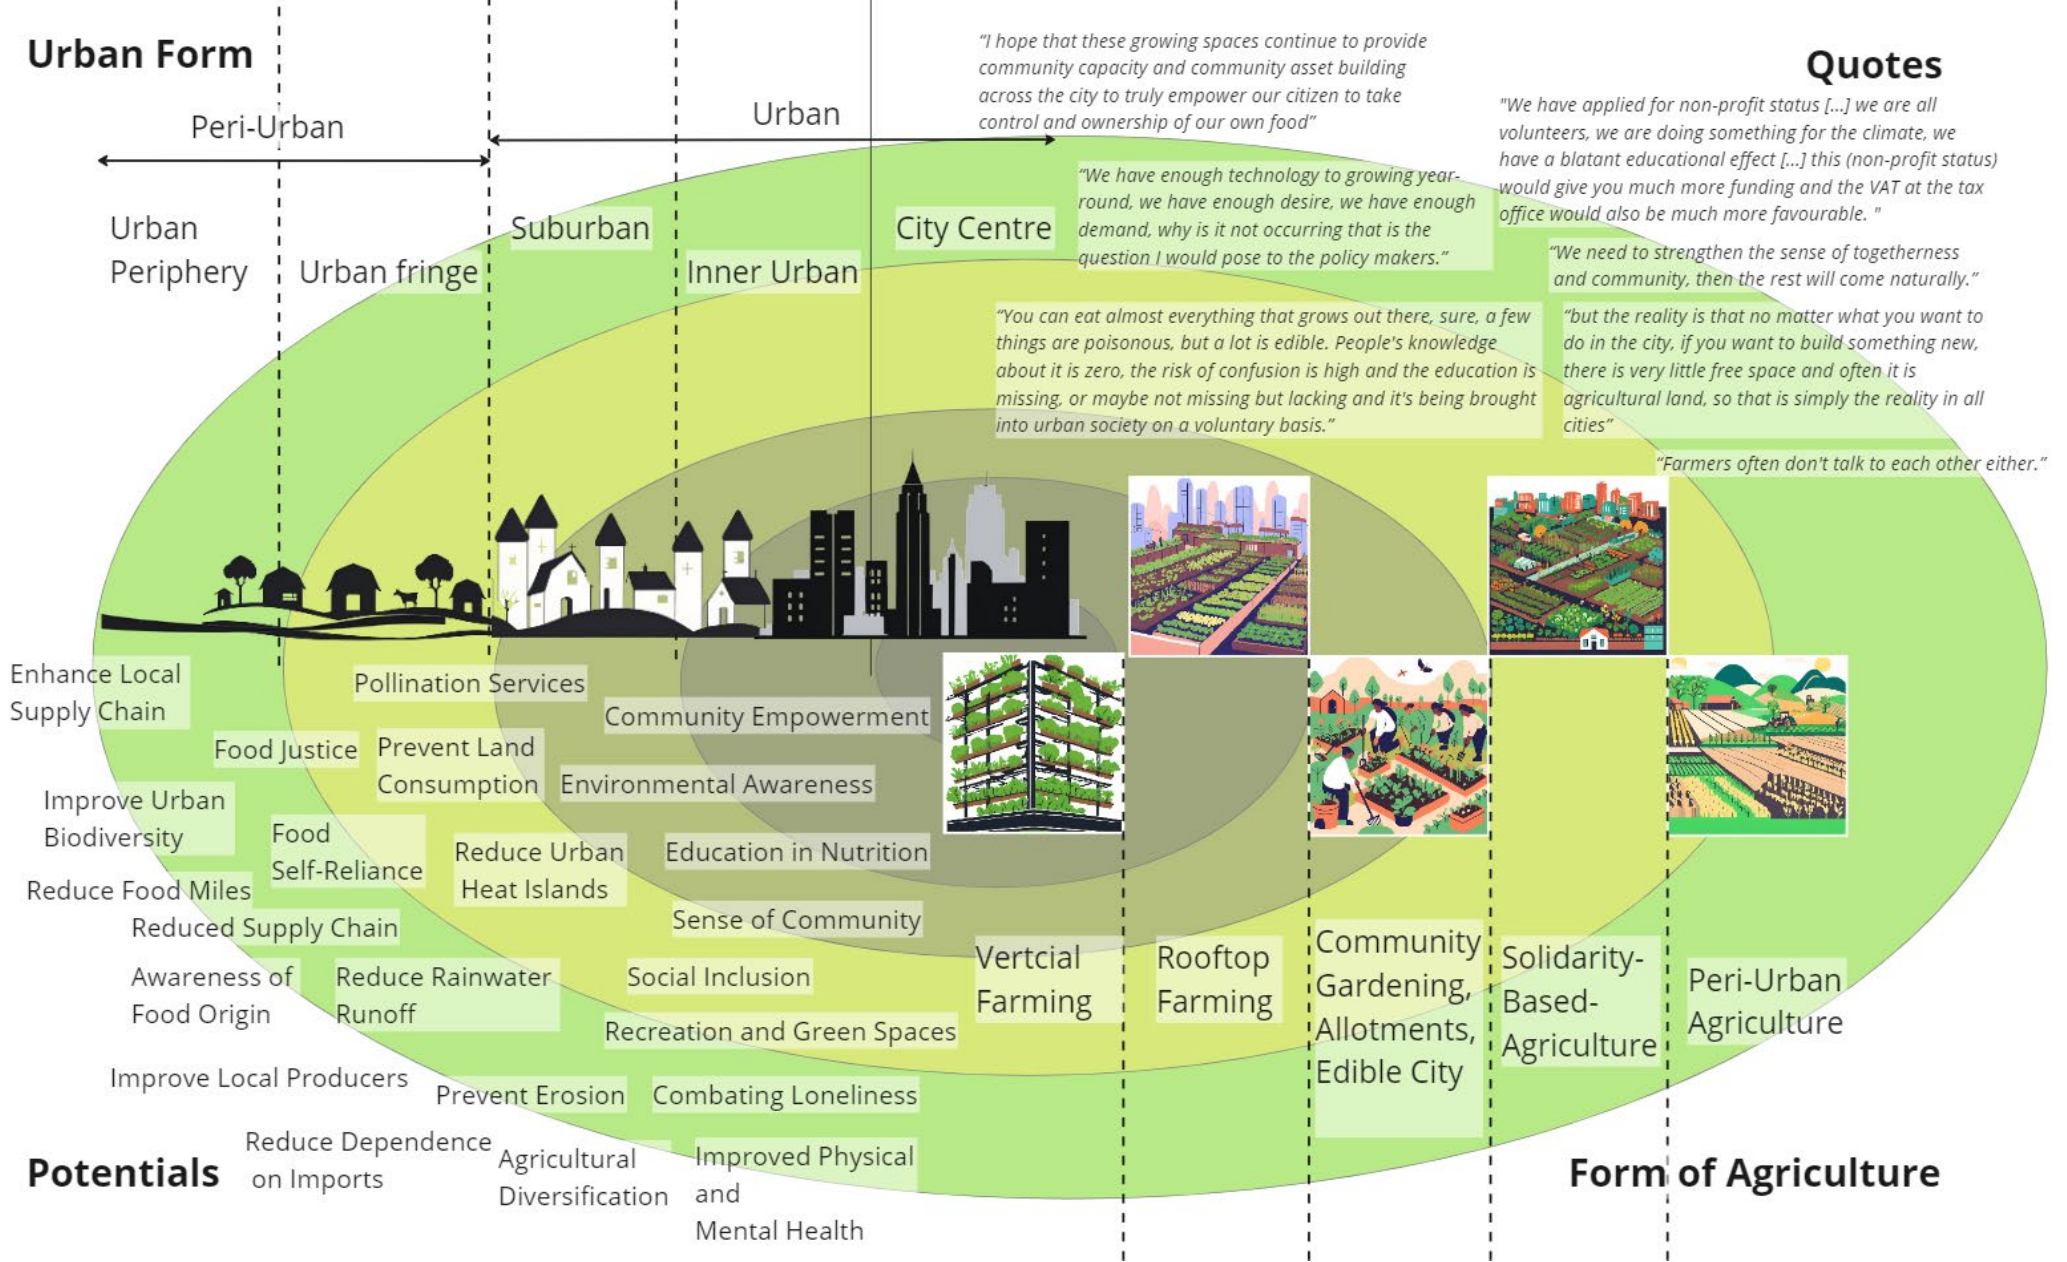 Urban Form
Peri-Urban
Urban
Urban
Periphery
Urban fringe
Suburban
Inner Urban
City Centre
Quotes
“I hope that these growing spaces continue to provide
community capacity and community asset building
across the city to truly empower our citizen to take
control and ownership of our own food”
"We have applied for non-profit status [...] we are all
volunteers, we are doing something for the climate, we
have a blatant educational effect [...] this (non-profit status)
would give you much more funding and the VAT at the tax
office would also be much more favourable. "
“We have enough technology to growing year-
round, we have enough desire, we have enough
demand, why is it not occurring that is the
question I would pose to the policy makers.”
“We need to strengthen the sense of togetherness
and community, then the rest will come naturally.”
“You can eat almost everything that grows out there, sure, a few
things are poisonous, but a lot is edible. People's knowledge
about it is zero, the risk of confusion is high and the education is
missing, or maybe not missing but lacking and it's being brought
into urban society on a voluntary basis.”
“but the reality is that no matter what you want to
do in the city, if you want to build something new,
there is very little free space and often it is
agricultural land, so that is simply the reality in all
cities”
“Farmers often don't talk to each other either.”
Enhance Local
Supply Chain
Pollination Services
Community Empowerment
Food Justice
Prevent Land
Consumption
Environmental Awareness
Improve Urban
Biodiversity
Food
Self-Reliance
Reduce Urban
Heat Islands
Education in Nutrition
Reduce Food Miles
Reduced Supply Chain
Sense of Community
Awareness of
Food Origin
Reduce Rainwater
Runoff
Social Inclusion
Recreation and Green Spaces
Improve Local Producers
Prevent Erosion
Combating Loneliness
Reduce Dependence
on Imports
Agricultural
Diversification
Improved Physical
and
Mental Health
Potentials
Vertcial
Farming
Rooftop
Farming
Community
Gardening,
Allotments,
Edible City
Solidarity-
Based-
Agriculture
Peri-Urban
Agriculture
Form of Agriculture